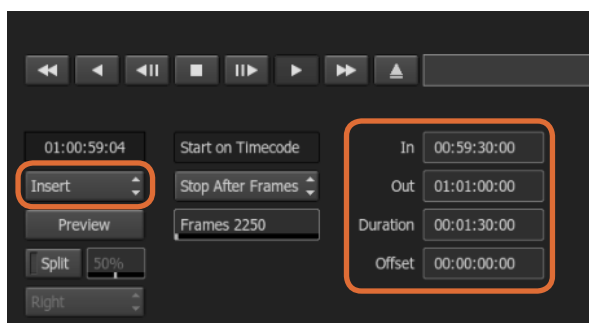 01:00:59:04 Start on Timecode In 00:59:30:00
Insert Stop After Frames Out 01:01:00:00
Preview Frames 2250 Duration 00:01:30:00
Split 50% Offset 00:00:00:00
Right